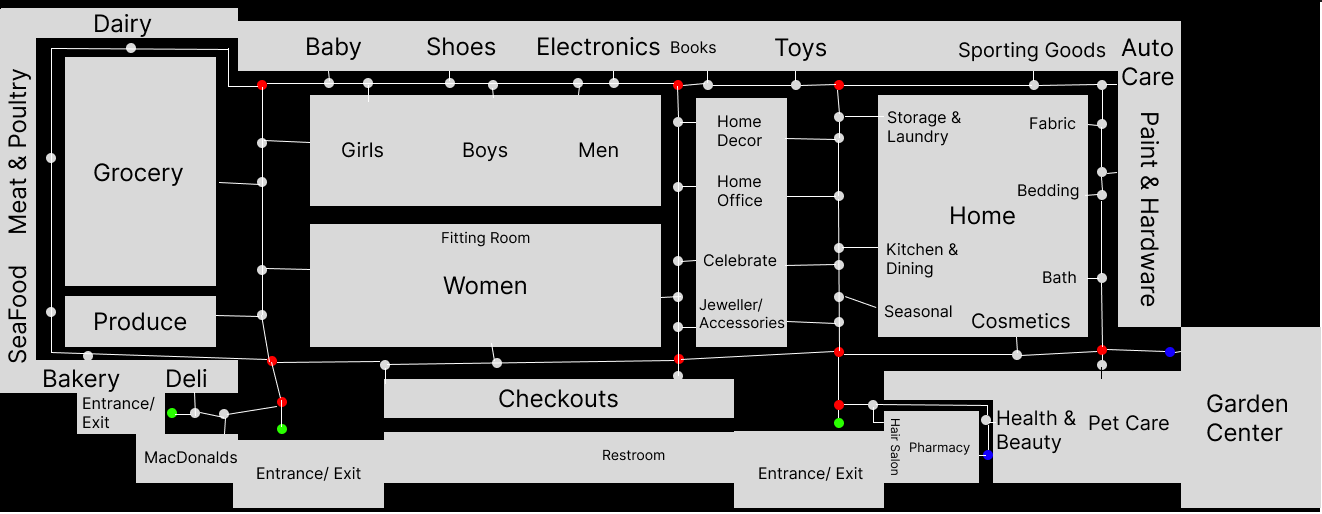 Dairy
Baby
Shoes
Electronics
Books
Toys
Sporting Goods
Auto
Care
Meat & Poultry
SeaFood
Grocery
Produce
Girls
Boys
Men
Fitting Room
Women
Home
Decor
Home
Office
Celebrate
Jeweller/
Accessories
Storage &
Laundry
Fabric
Bedding
Home
Kitchen &
Dining
Bath
Seasonal
Cosmetics
Paint & Hardware
Bakery
Deli
Entrance/
Exit
MacDonalds
Entrance/ Exit
Checkouts
Restroom
Entrance/ Exit
Hair Salon
Pharmacy
Health &
Beauty
Pet Care
Garden
Center